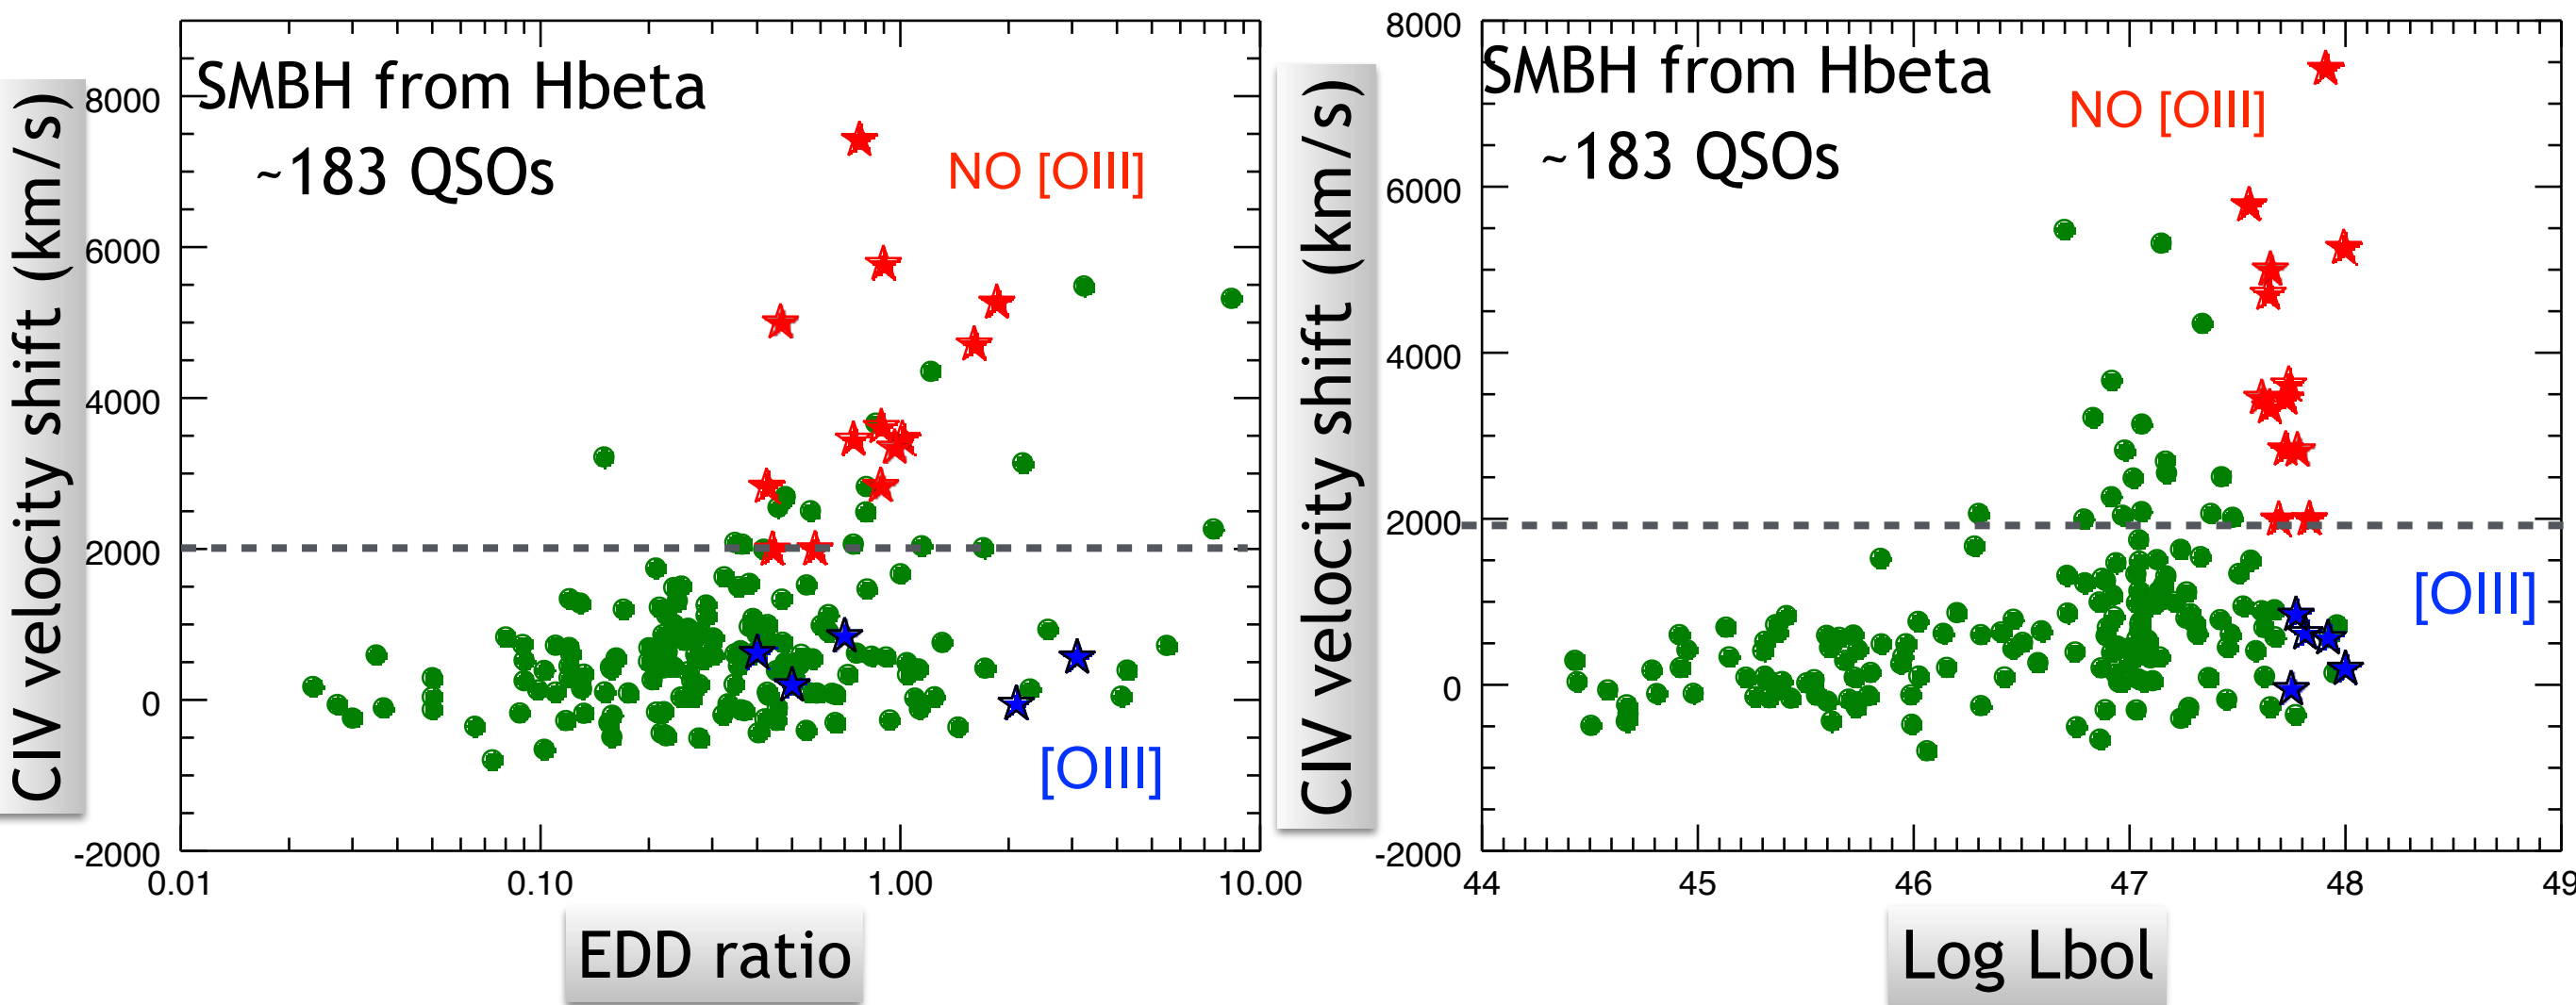 SMBH from Hbeta
~183 QSOs
NO [OIII]
[OIII]
CIV velocity shift (km/s)
8000
6000
4000
2000
0
-2000
0.01
0.10
1.00
10.00
EDD ratio
SMBH from Hbeta
~183 QSOs
NO [OIII]
[OIII]
CIV velocity shift (km/s)
8000
6000
4000
2000
0
-2000
44
45
46
47
48
49
Log Lbol